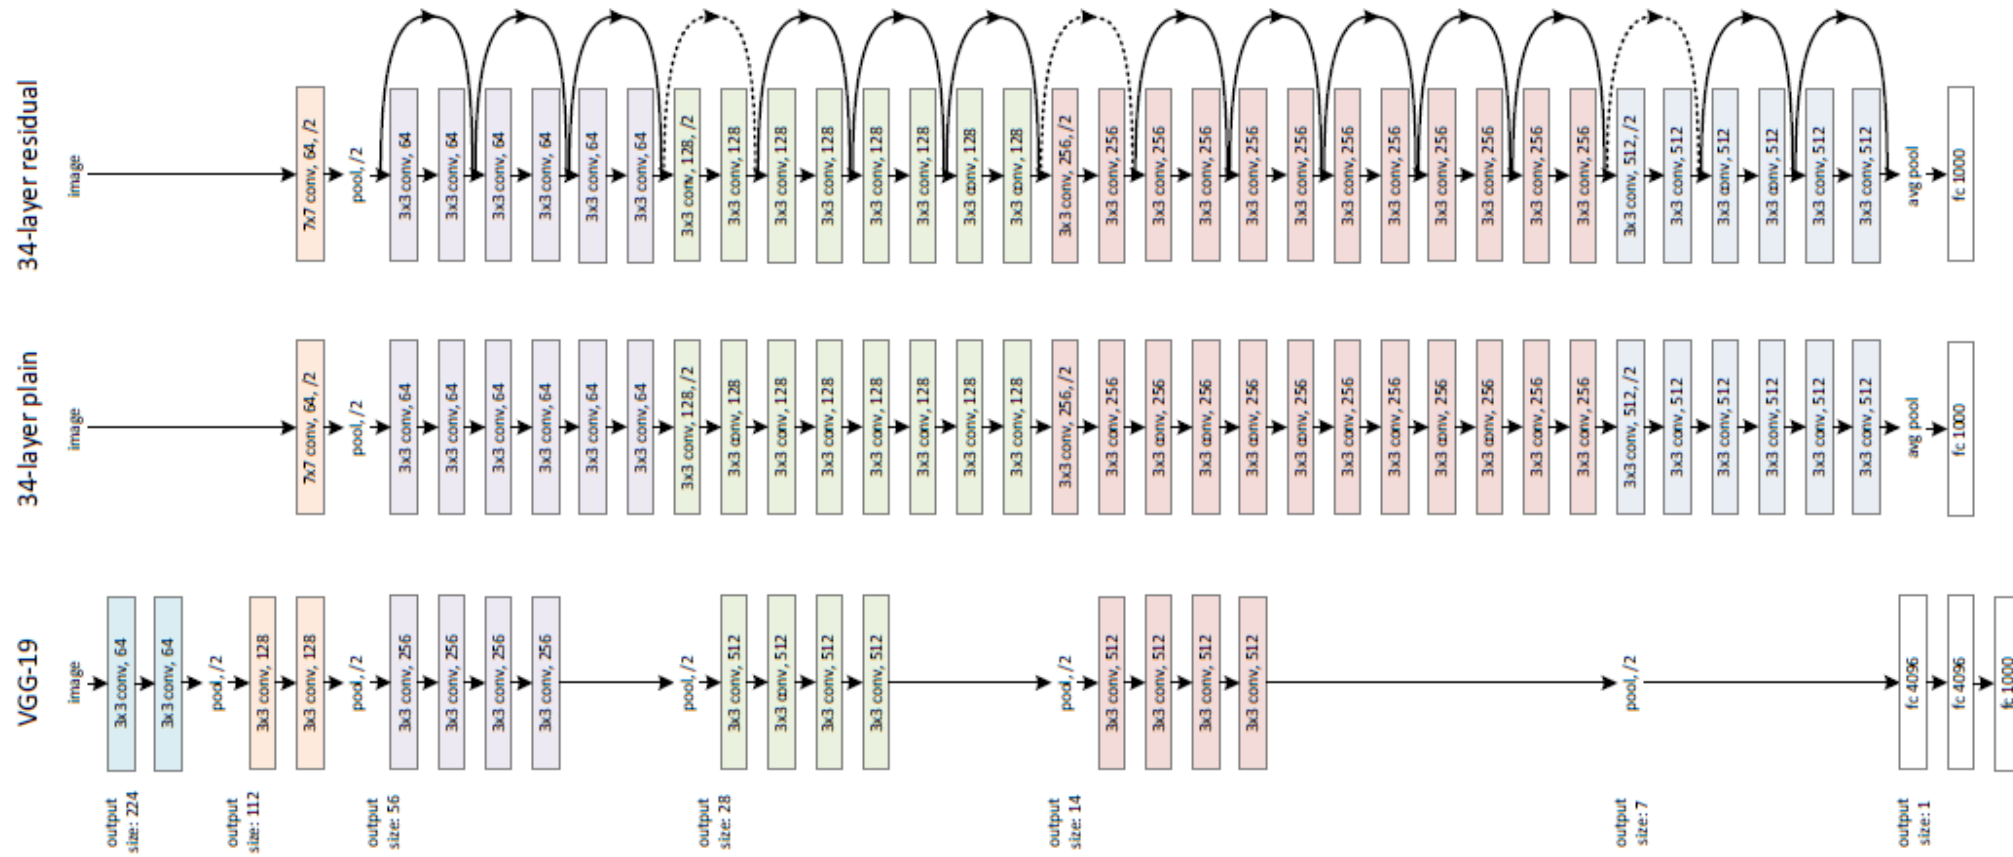 34-layer residual
image
7x7 conv, 64, /2
pool, /2
3x3 conv, 64
3x3 conv, 64
3x3 conv, 64
3x3 conv, 64
3x3 conv, 64
3x3 conv, 64
3x3 conv, 128, /2
3x3 conv, 128
3x3 conv, 128
3x3 conv, 128
3x3 conv, 128
3x3 conv, 128
3x3 conv, 128
3x3 conv, 128
3x3 conv, 256, /2
3x3 conv, 256
3x3 conv, 256
3x3 conv, 256
3x3 conv, 256
3x3 conv, 256
3x3 conv, 256
3x3 conv, 256
3x3 conv, 256
3x3 conv, 256
3x3 conv, 256
3x3 conv, 256
3x3 conv, 512, /2
3x3 conv, 512
3x3 conv, 512
3x3 conv, 512
3x3 conv, 512
3x3 conv, 512
avg pool
fc 1000
34-layer plain
image
7x7 conv, 64, /2
pool, /2
3x3 conv, 64
3x3 conv, 64
3x3 conv, 64
3x3 conv, 64
3x3 conv, 64
3x3 conv, 64
3x3 conv, 128, /2
3x3 conv, 128
3x3 conv, 128
3x3 conv, 128
3x3 conv, 128
3x3 conv, 128
3x3 conv, 128
3x3 conv, 128
3x3 conv, 256, /2
3x3 conv, 256
3x3 conv, 256
3x3 conv, 256
3x3 conv, 256
3x3 conv, 256
3x3 conv, 256
3x3 conv, 256
3x3 conv, 256
3x3 conv, 256
3x3 conv, 256
3x3 conv, 256
3x3 conv, 512, /2
3x3 conv, 512
3x3 conv, 512
3x3 conv, 512
3x3 conv, 512
3x3 conv, 512
avg pool
fc 1000
VGG-19
image
3x3 conv, 64
3x3 conv, 64
pool, /2
3x3 conv, 128
3x3 conv, 128
pool, /2
3x3 conv, 256
3x3 conv, 256
3x3 conv, 256
3x3 conv, 256
pool, /2
3x3 conv, 512
3x3 conv, 512
3x3 conv, 512
3x3 conv, 512
pool, /2
3x3 conv, 512
3x3 conv, 512
3x3 conv, 512
3x3 conv, 512
pool, /2
fc 4096
fc 4096
fc 1000
output
size: 224
output
size: 112
output
size: 56
output
size: 28
output
size: 14
output
size: 7
output
size: 1